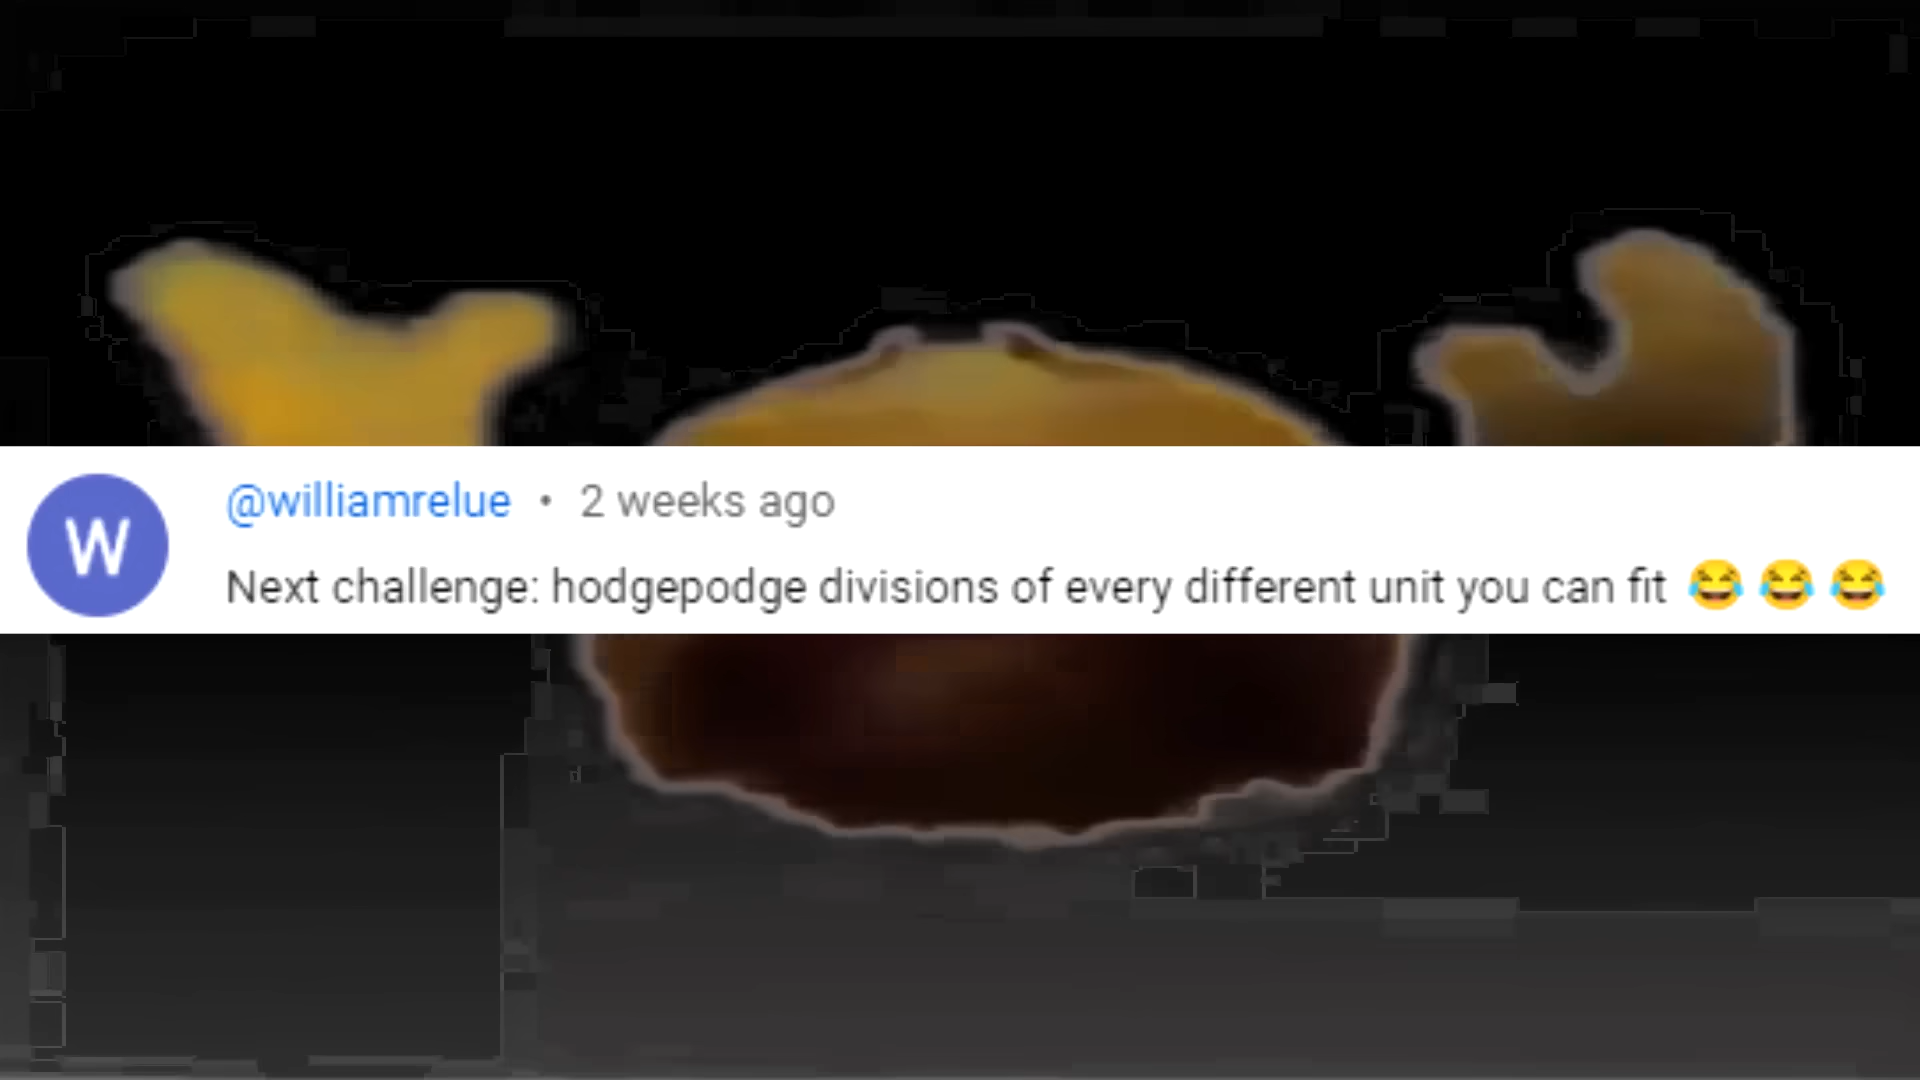 W
@williamrelue • 2 weeks ago
Next challenge: hodgepodge divisions of every different unit you can fit 😂 😂 😂